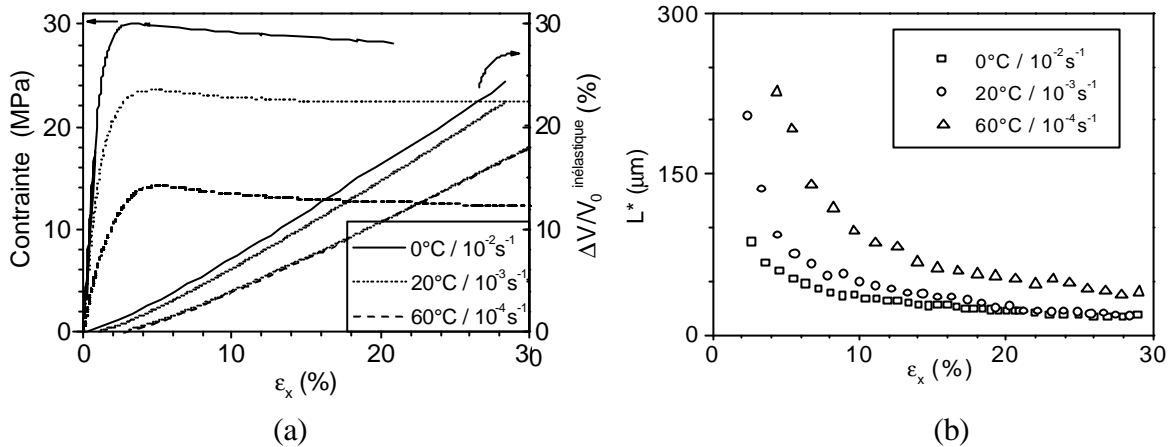 30
20
10
0
Contrainte (MPa)
0
10
20
30
εx (%)
30
20
10
0
ΔV/V0 inélastique (%)
0°C / 10-2s-1
20°C / 10-3s-1
60°C / 10-4s-1
(a)
300
150
0
L* (μm)
0
10
20
30
εx (%)
0°C / 10-2s-1
20°C / 10-3s-1
60°C / 10-4s-1
(b)